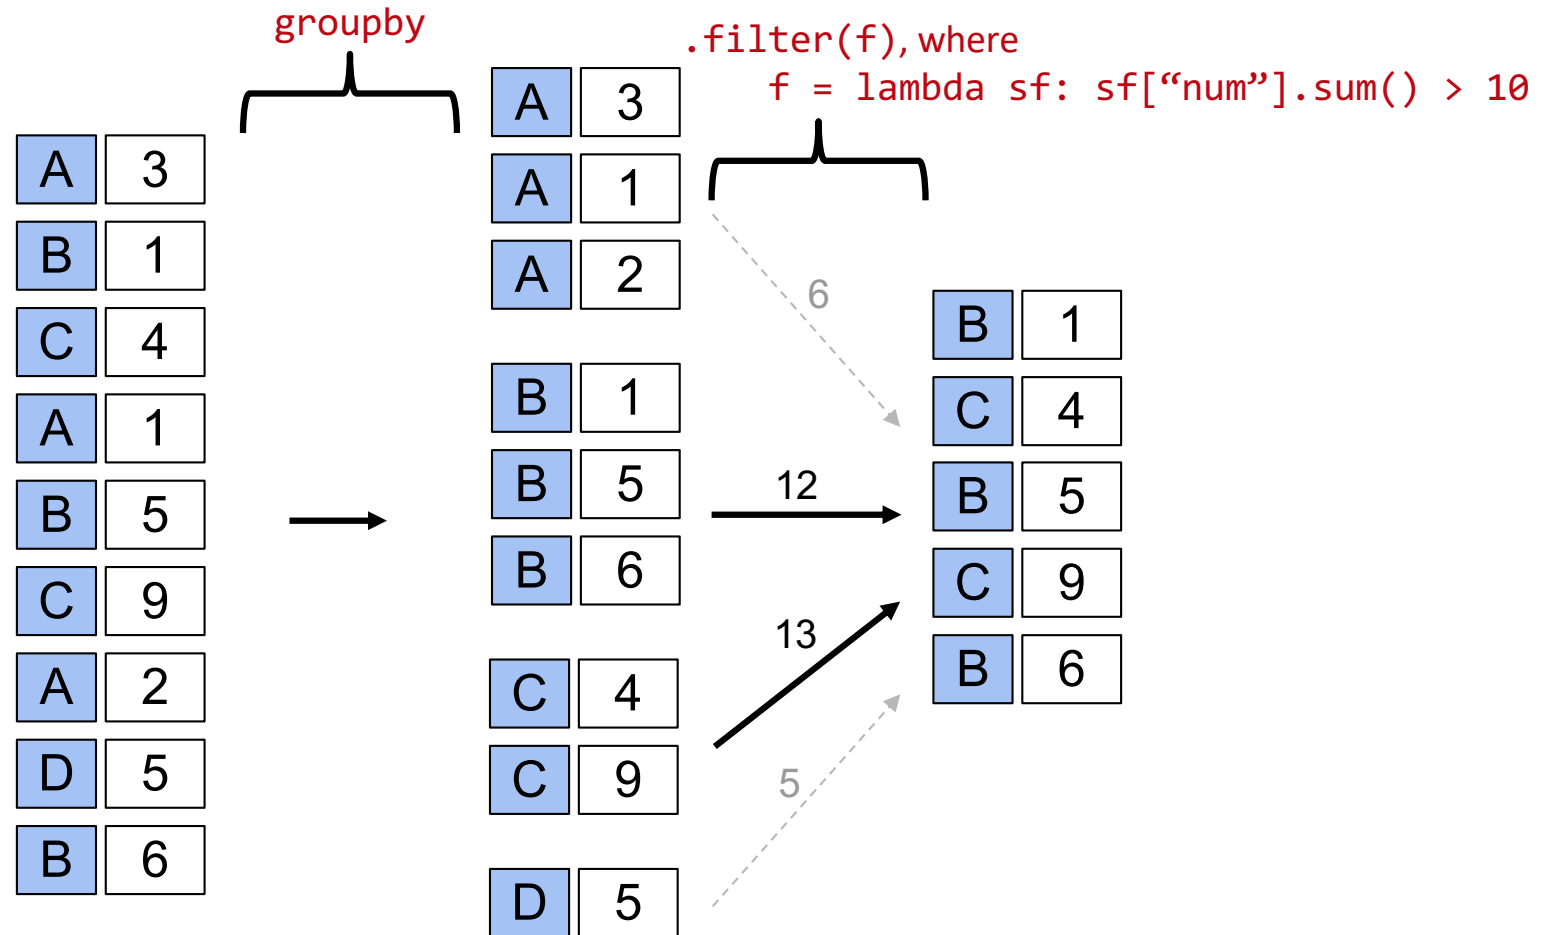 groupby
.filter(f), where
f = lambda sf: sf[“num”].sum() > 10
A 3
B 1
C 4
A 1
B 5
C 9
A 2
D 5
B 6
A 3
A 1
A 2
B 1
B 5
B 6
C 4
C 9
D 5
6
12
13
5
B 1
C 4
B 5
C 9
B 6